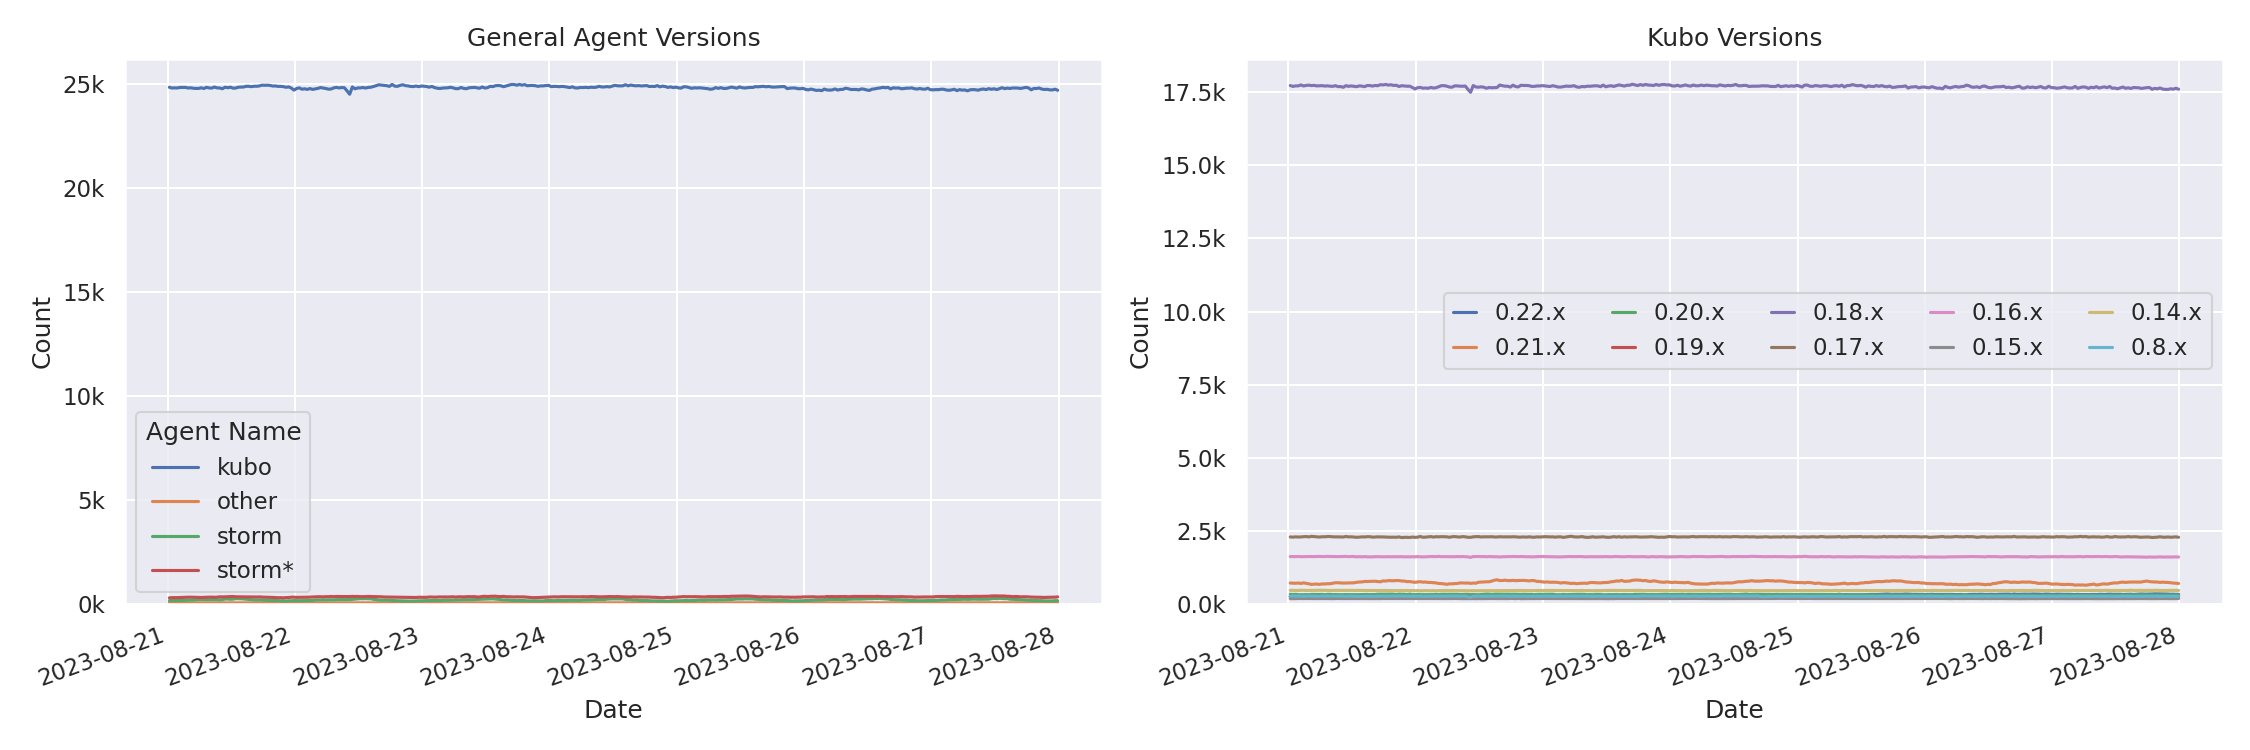 General Agent Versions
25k
20k
15k
10k
5k
0k
Count
Agent Name
kubo
other
storm
storm*
2023-08-21
2023-08-22
2023-08-23
2023-08-24
2023-08-25
2023-08-26
2023-08-27
2023-08-28
Date
Kubo Versions
17.5k
15.0k
12.5k
10.0k
7.5k
5.0k
2.5k
0.0k
Count
0.22.x 0.20.x 0.18.x 0.16.x 0.14.x
0.21.x 0.19.x 0.17.x 0.15.x 0.8.x
2023-08-21
2023-08-22
2023-08-23
2023-08-24
2023-08-25
2023-08-26
2023-08-27
2023-08-28
Date